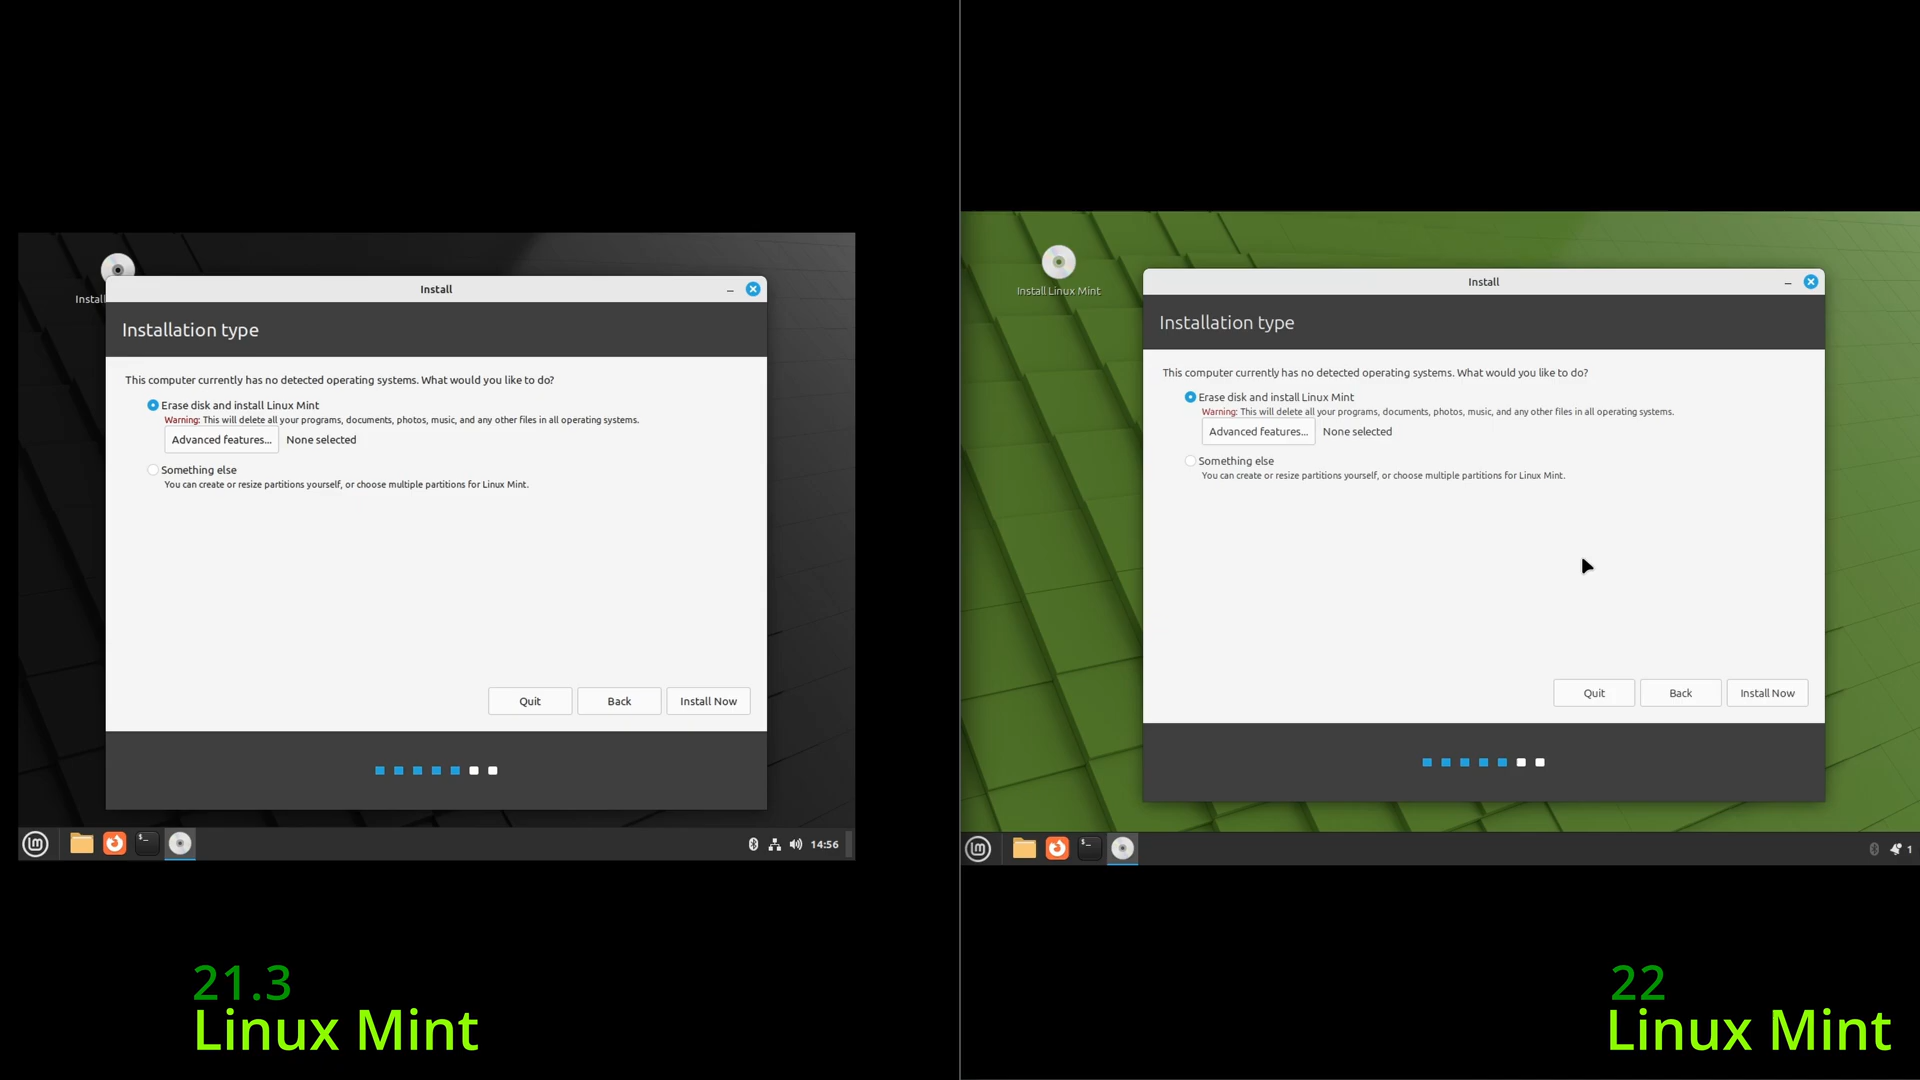 Install
Install
Installation type
This computer currently has no detected operating systems. What would you like to do?
Erase disk and install Linux Mint
Warning: This will delete all your programs, documents, photos, music, and any other files in all operating systems.
Advanced features... None selected
Something else
You can create or resize partitions yourself, or choose multiple partitions for Linux Mint.
Quit Back Install Now
14:56
21.3
Linux Mint
Install Linux Mint
Install
Installation type
This computer currently has no detected operating systems. What would you like to do?
Erase disk and install Linux Mint
Warning: This will delete all your programs, documents, photos, music, and any other files in all operating systems.
Advanced features... None selected
Something else
You can create or resize partitions yourself, or choose multiple partitions for Linux Mint.
Quit Back Install Now
1
22
Linux Mint